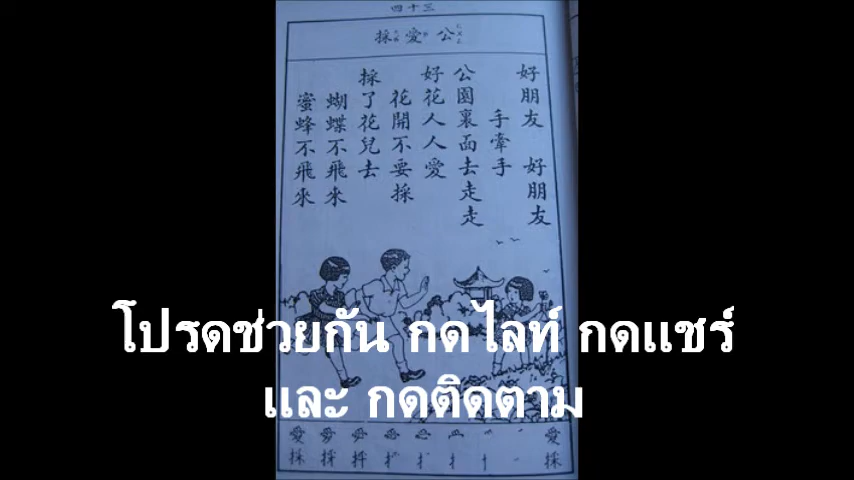 三十四
公 愛 採
好朋友 好朋友
手牽手
公園裏面去走走
好花人人愛
花開不要採
採了花兒去
蝴蝶不飛來
蜜蜂不飛來
โปรดช่วยกัน กดไลท์ กดแชร์
และ กดติดตาม
愛 愛
採 採